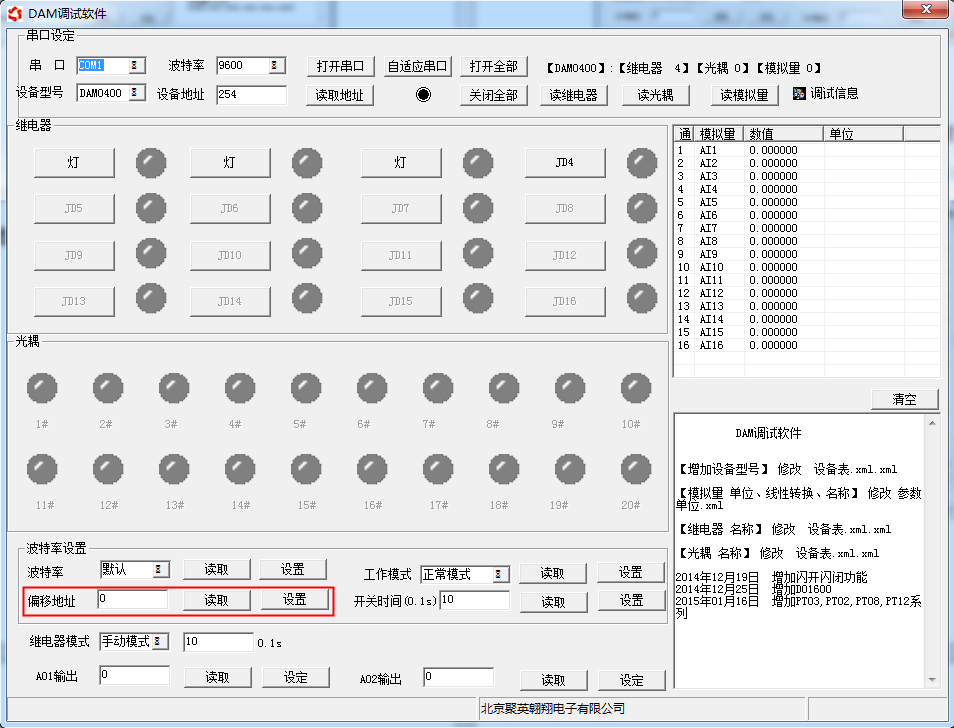 DAM调试软件
串口设定
串 口 COM1 波特率 9600 打开串口 自适应串口 打开全部 【DAM0400】:【继电器 4】【光耦 0】【模拟量 0】
设备型号 DAM0400 设备地址 254 读取地址 关闭全部 读继电器 读光耦 读模拟量 调试信息
继电器
灯 灯 灯 JD4
JD5 JD6 JD7 JD8
JD9 JD10 JD11 JD12
JD13 JD14 JD15 JD16
通 模拟量 数值 单位
1 AI1 0.000000
2 AI2 0.000000
3 AI3 0.000000
4 AI4 0.000000
5 AI5 0.000000
6 AI6 0.000000
7 AI7 0.000000
8 AI8 0.000000
9 AI9 0.000000
10 AI10 0.000000
11 AI11 0.000000
12 AI12 0.000000
13 AI13 0.000000
14 AI14 0.000000
15 AI15 0.000000
16 AI16 0.000000
光耦
1# 2# 3# 4# 5# 6# 7# 8# 9# 10#
11# 12# 13# 14# 15# 16# 17# 18# 19# 20#
清空
DAM调试软件
【增加设备型号】 修改 设备表.xml.xml
【模拟量 单位、线性转换、名称】 修改 参数
单位.xml
【继电器 名称】 修改 设备表.xml.xml
【光耦 名称】 修改 设备表.xml.xml
2014年12月19日 增加闪开闪闭功能
2014年12月25日 增加DO1600
2015年01月16日 增加PT03,PT02,PT08,PT12系
列
波特率设置
波特率 默认 读取 设置 工作模式 正常模式 读取 设置
偏移地址 0 读取 设置 开关时间(0.1s) 10 读取 设置
继电器模式 手动模式 10 0.1s
AO1输出 0 读取 设定 AO2输出 0 读取 设定
北京聚英翱翔电子有限公司